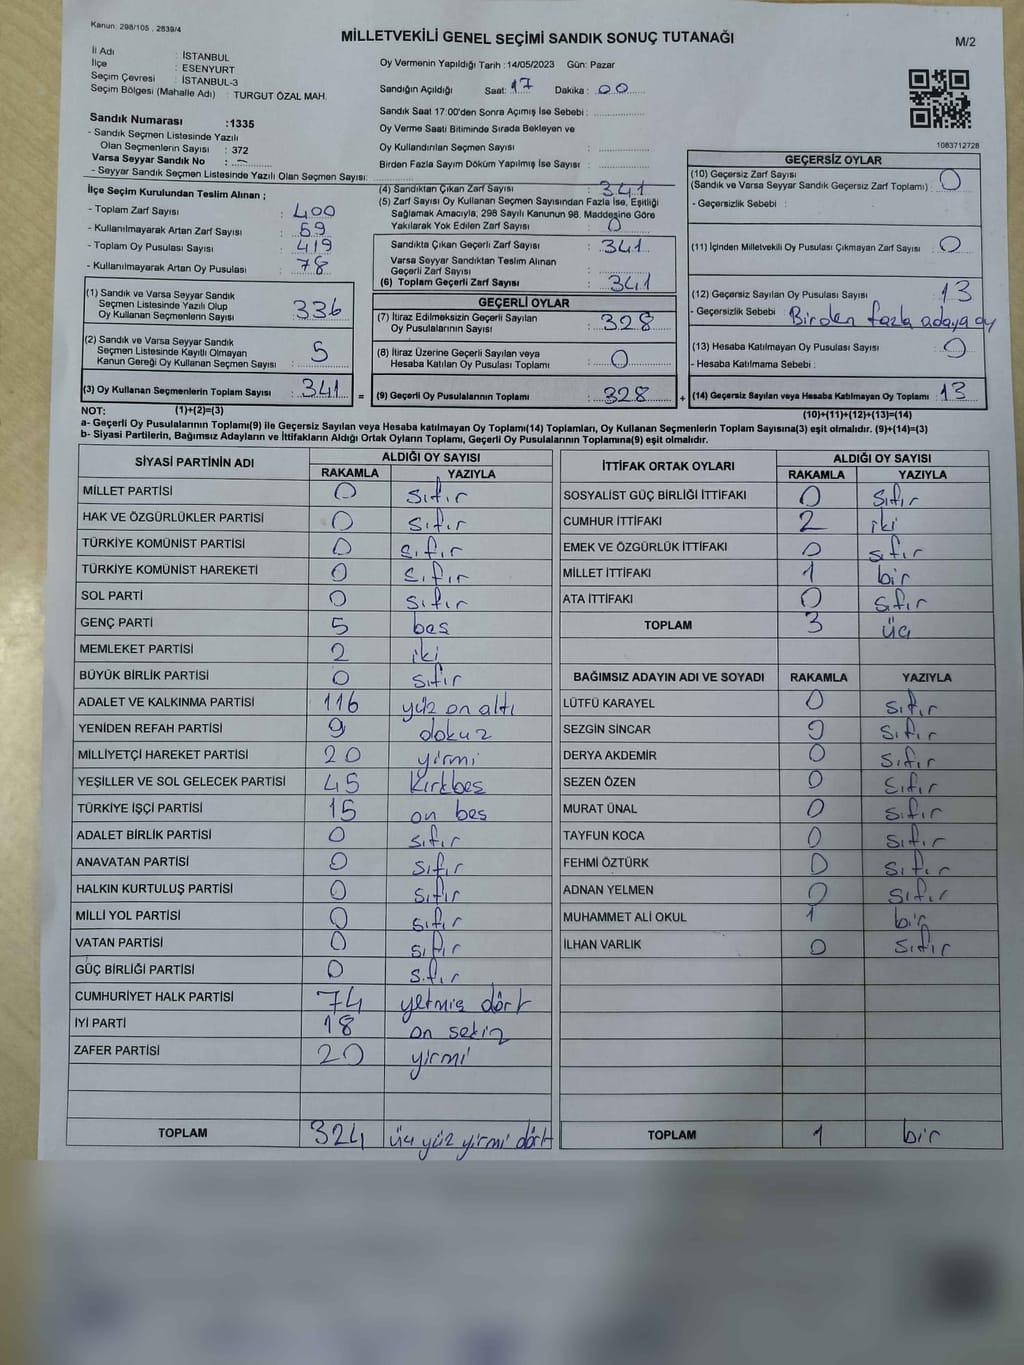 Kanun: 298/105 , 2839/4
MİLLETVEKİLİ GENEL SEÇİMİ SANDIK SONUÇ TUTANAĞI
M/2
İl Adı : İSTANBUL
İlçe : ESENYURT
Seçim Çevresi : İSTANBUL-3
Seçim Bölgesi (Mahalle Adı) : TURGUT ÖZAL MAH.
Oy Vermenin Yapıldığı Tarih :14/05/2023 Gün: Pazar
Sandığın Açıldığı Saat: 17 Dakika : 00
Sandık Saat 17:00'den Sonra Açımış İse Sebebi :
Oy Verme Saati Bitiminde Sırada Bekleyen ve
Oy Kullandırılan Seçmen Sayısı :
Birden Fazla Sayım Döküm Yapılmış İse Sayısı :
1083712728
Sandık Numarası :1335
- Sandık Seçmen Listesinde Yazılı
Olan Seçmenlerin Sayısı : 372
Varsa Seyyar Sandık No :
- Seyyar Sandık Seçmen Listesinde Yazılı Olan Seçmen Sayısı:
İlçe Seçim Kurulundan Teslim Alınan ;
- Toplam Zarf Sayısı : 400
- Kullanılmayarak Artan Zarf Sayısı : 59
- Toplam Oy Pusulası Sayısı : 419
- Kullanılmayarak Artan Oy Pusulası : 78
(1) Sandık ve Varsa Seyyar Sandık
Seçmen Listesinde Yazılı Olup
Oy Kullanan Seçmenlerin Sayısı : 336
(2) Sandık ve Varsa Seyyar Sandık
Seçmen Listesinde Kayıtlı Olmayan
Kanun Gereği Oy Kullanan Seçmen Sayısı : 5
(3) Oy Kullanan Seçmenlerin Toplam Sayısı : 341 =
(4) Sandıktan Çıkan Zarf Sayısı : 341
(5) Zarf Sayısı Oy Kullanan Seçmen Sayısından Fazla İse, Eşitliği
Sağlamak Amacıyla, 298 Sayılı Kanunun 98. Maddesine Göre
Yakılarak Yok Edilen Zarf Sayısı : 0
Sandıkta Çıkan Geçerli Zarf Sayısı : 341
Varsa Seyyar Sandıktan Teslim Alınan
Geçerli Zarf Sayısı :
(6) Toplam Geçerli Zarf Sayısı : 341
GEÇERLİ OYLAR
(7) İtiraz Edilmeksizin Geçerli Sayılan
Oy Pusulalarının Sayısı : 328
(8) İtiraz Üzerine Geçerli Sayılan veya
Hesaba Katılan Oy Pusulası Toplamı : 0
(9) Geçerli Oy Pusulalarının Toplamı : 328 +
GEÇERSİZ OYLAR
(10) Geçersiz Zarf Sayısı
(Sandık ve Varsa Seyyar Sandık Geçersiz Zarf Toplamı) : 0
- Geçersizlik Sebebi :
(11) İçinden Milletvekili Oy Pusulası Çıkmayan Zarf Sayısı : 0
(12) Geçersiz Sayılan Oy Pusulası Sayısı : 13
- Geçersizlik Sebebi : Birden fazla adaya oy
(13) Hesaba Katılmayan Oy Pusulası Sayısı : 0
- Hesaba Katılmama Sebebi :
(14) Geçersiz Sayılan veya Hesaba Katılmayan Oy Toplamı : 13
NOT: (1)+(2)=(3)
(10)+(11)+(12)+(13)=(14)
a- Geçerli Oy Pusulalarının Toplamı(9) ile Geçersiz Sayılan veya Hesaba katılmayan Oy Toplamı(14) Toplamları, Oy Kullanan Seçmenlerin Toplam Sayısına(3) eşit olmalıdır. (9)+(14)=(3)
b- Siyasi Partilerin, Bağımsız Adayların ve İttifakların Aldığı Ortak Oyların Toplamı, Geçerli Oy Pusulalarının Toplamına(9) eşit olmalıdır.
SİYASİ PARTİNİN ADI ALDIĞI OY SAYISI
RAKAMLA YAZIYLA
MİLLET PARTİSİ 0 sıfır
HAK VE ÖZGÜRLÜKLER PARTİSİ 0 sıfır
TÜRKİYE KOMÜNİST PARTİSİ 0 sıfır
TÜRKİYE KOMÜNİST HAREKETİ 0 sıfır
SOL PARTİ 0 sıfır
GENÇ PARTİ 5 beş
MEMLEKET PARTİSİ 2 iki
BÜYÜK BİRLİK PARTİSİ 0 sıfır
ADALET VE KALKINMA PARTİSİ 116 yüz on altı
YENİDEN REFAH PARTİSİ 9 dokuz
MİLLİYETÇİ HAREKET PARTİSİ 20 yirmi
YEŞİLLER VE SOL GELECEK PARTİSİ 45 Kırkbeş
TÜRKİYE İŞÇİ PARTİSİ 15 on beş
ADALET BİRLİK PARTİSİ 0 sıfır
ANAVATAN PARTİSİ 0 sıfır
HALKIN KURTULUŞ PARTİSİ 0 sıfır
MİLLİ YOL PARTİSİ 0 sıfır
VATAN PARTİSİ 0 sıfır
GÜÇ BİRLİĞİ PARTİSİ 0 sıfır
CUMHURİYET HALK PARTİSİ 74 yetmiş dört
İYİ PARTİ 18 on sekiz
ZAFER PARTİSİ 20 yirmi
TOPLAM 324 üç yüz yirmi dört
İTTİFAK ORTAK OYLARI ALDIĞI OY SAYISI
RAKAMLA YAZIYLA
SOSYALİST GÜÇ BİRLİĞİ İTTİFAKI 0 sıfır
CUMHUR İTTİFAKI 2 iki
EMEK VE ÖZGÜRLÜK İTTİFAKI 0 sıfır
MİLLET İTTİFAKI 1 bir
ATA İTTİFAKI 0 sıfır
TOPLAM 3 üç
BAĞIMSIZ ADAYIN ADI VE SOYADI RAKAMLA YAZIYLA
LÜTFÜ KARAYEL 0 sıfır
SEZGİN SİNCAR 0 sıfır
DERYA AKDEMİR 0 sıfır
SEZEN ÖZEN 0 sıfır
MURAT ÜNAL 0 sıfır
TAYFUN KOCA 0 sıfır
FEHMİ ÖZTÜRK 0 sıfır
ADNAN YELMEN 0 sıfır
MUHAMMET ALİ OKUL 1 bir
İLHAN VARLIK 0 sıfır
TOPLAM 1 bir